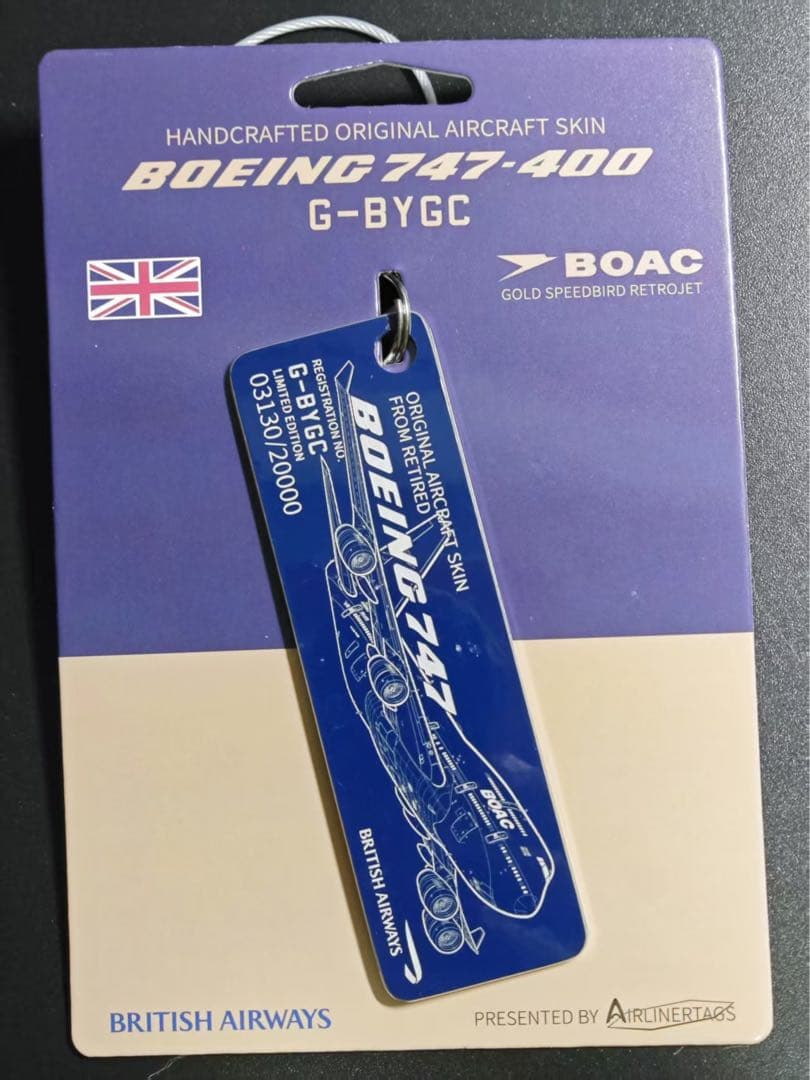 HANDCRAFTED ORIGINAL AIRCRAFT SKIN
BOEING 747-400
G-BYGC
BOAC
GOLD SPEEDBIRD RETROJET
ORIGINAL AIRCRAFT SKIN
FROM RETIRED
BOEING 747
REGISTRATION NO.
G-BYGC
LIMITED EDITION
03130/20000
BOAC
BRITISH AIRWAYS
BRITISH AIRWAYS
PRESENTED BY AIRLINERTAGS